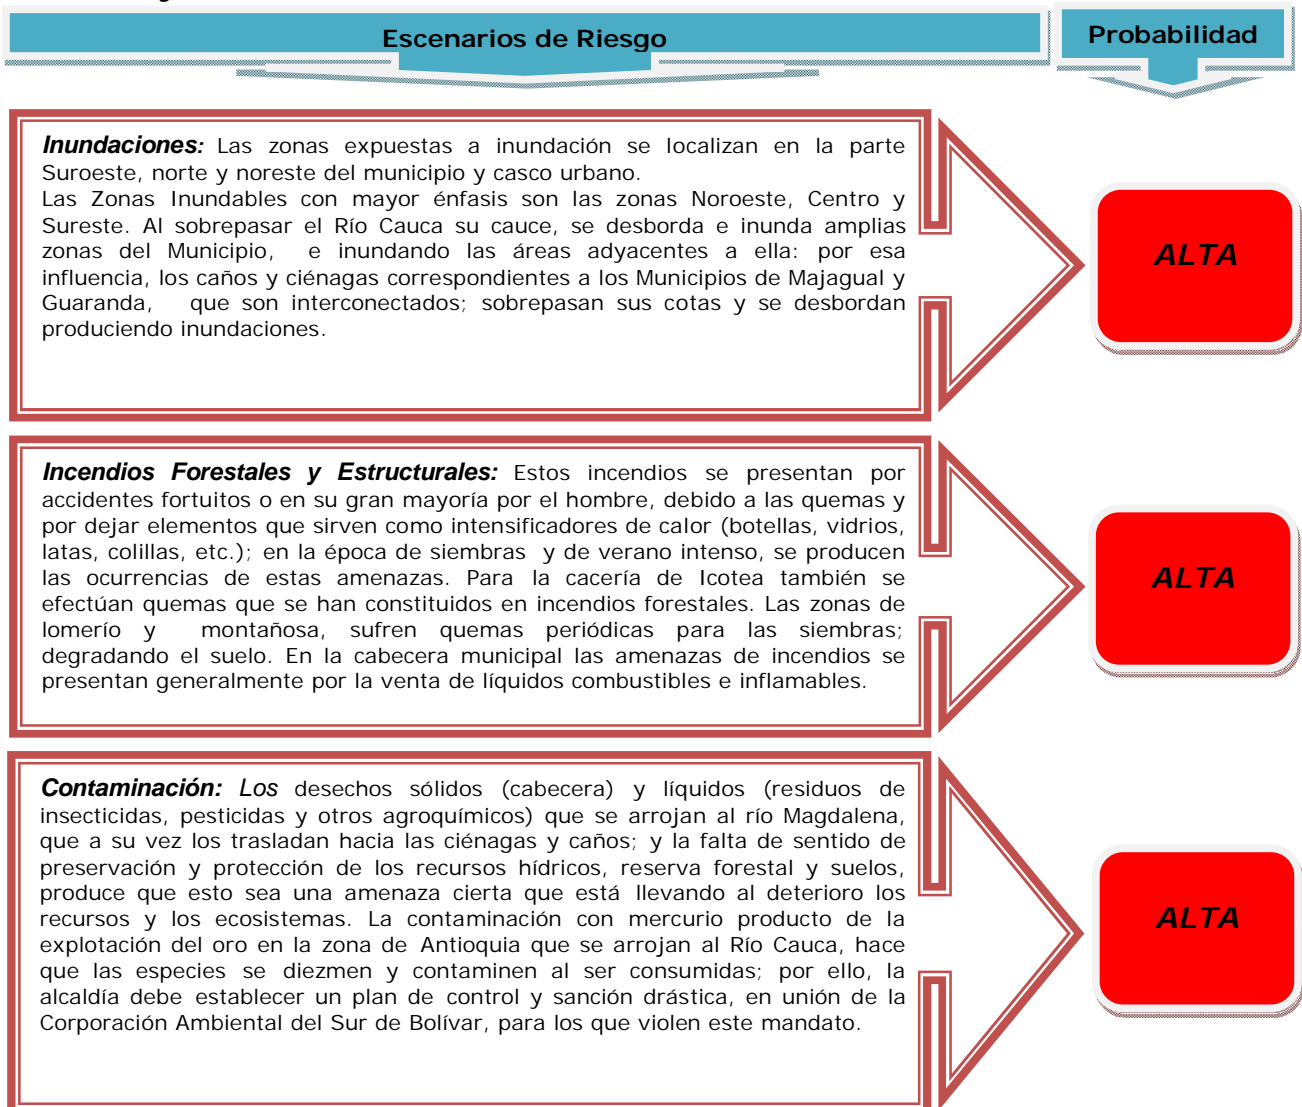 Escenarios de Riesgo
Probabilidad
Inundaciones: Las zonas expuestas a inundación se localizan en la parte
Suroeste, norte y noreste del municipio y casco urbano.
Las Zonas Inundables con mayor énfasis son las zonas Noroeste, Centro y
Sureste. Al sobrepasar el Río Cauca su cauce, se desborda e inunda amplias
zonas del Municipio, e inundando las áreas adyacentes a ella: por esa
influencia, los caños y ciénagas correspondientes a los Municipios de Majagual y
Guaranda, que son interconectados; sobrepasan sus cotas y se desbordan
produciendo inundaciones.
ALTA
Incendios Forestales y Estructurales: Estos incendios se presentan por
accidentes fortuitos o en su gran mayoría por el hombre, debido a las quemas y
por dejar elementos que sirven como intensificadores de calor (botellas, vidrios,
latas, colillas, etc.); en la época de siembras y de verano intenso, se producen
las ocurrencias de estas amenazas. Para la cacería de Icotea también se
efectúan quemas que se han constituidos en incendios forestales. Las zonas de
lomerío y montañosa, sufren quemas periódicas para las siembras;
degradando el suelo. En la cabecera municipal las amenazas de incendios se
presentan generalmente por la venta de líquidos combustibles e inflamables.
ALTA
Contaminación: Los desechos sólidos (cabecera) y líquidos (residuos de
insecticidas, pesticidas y otros agroquímicos) que se arrojan al río Magdalena,
que a su vez los trasladan hacia las ciénagas y caños; y la falta de sentido de
preservación y protección de los recursos hídricos, reserva forestal y suelos,
produce que esto sea una amenaza cierta que está llevando al deterioro los
recursos y los ecosistemas. La contaminación con mercurio producto de la
explotación del oro en la zona de Antioquia que se arrojan al Río Cauca, hace
que las especies se diezmen y contaminen al ser consumidas; por ello, la
alcaldía debe establecer un plan de control y sanción drástica, en unión de la
Corporación Ambiental del Sur de Bolívar, para los que violen este mandato.
ALTA